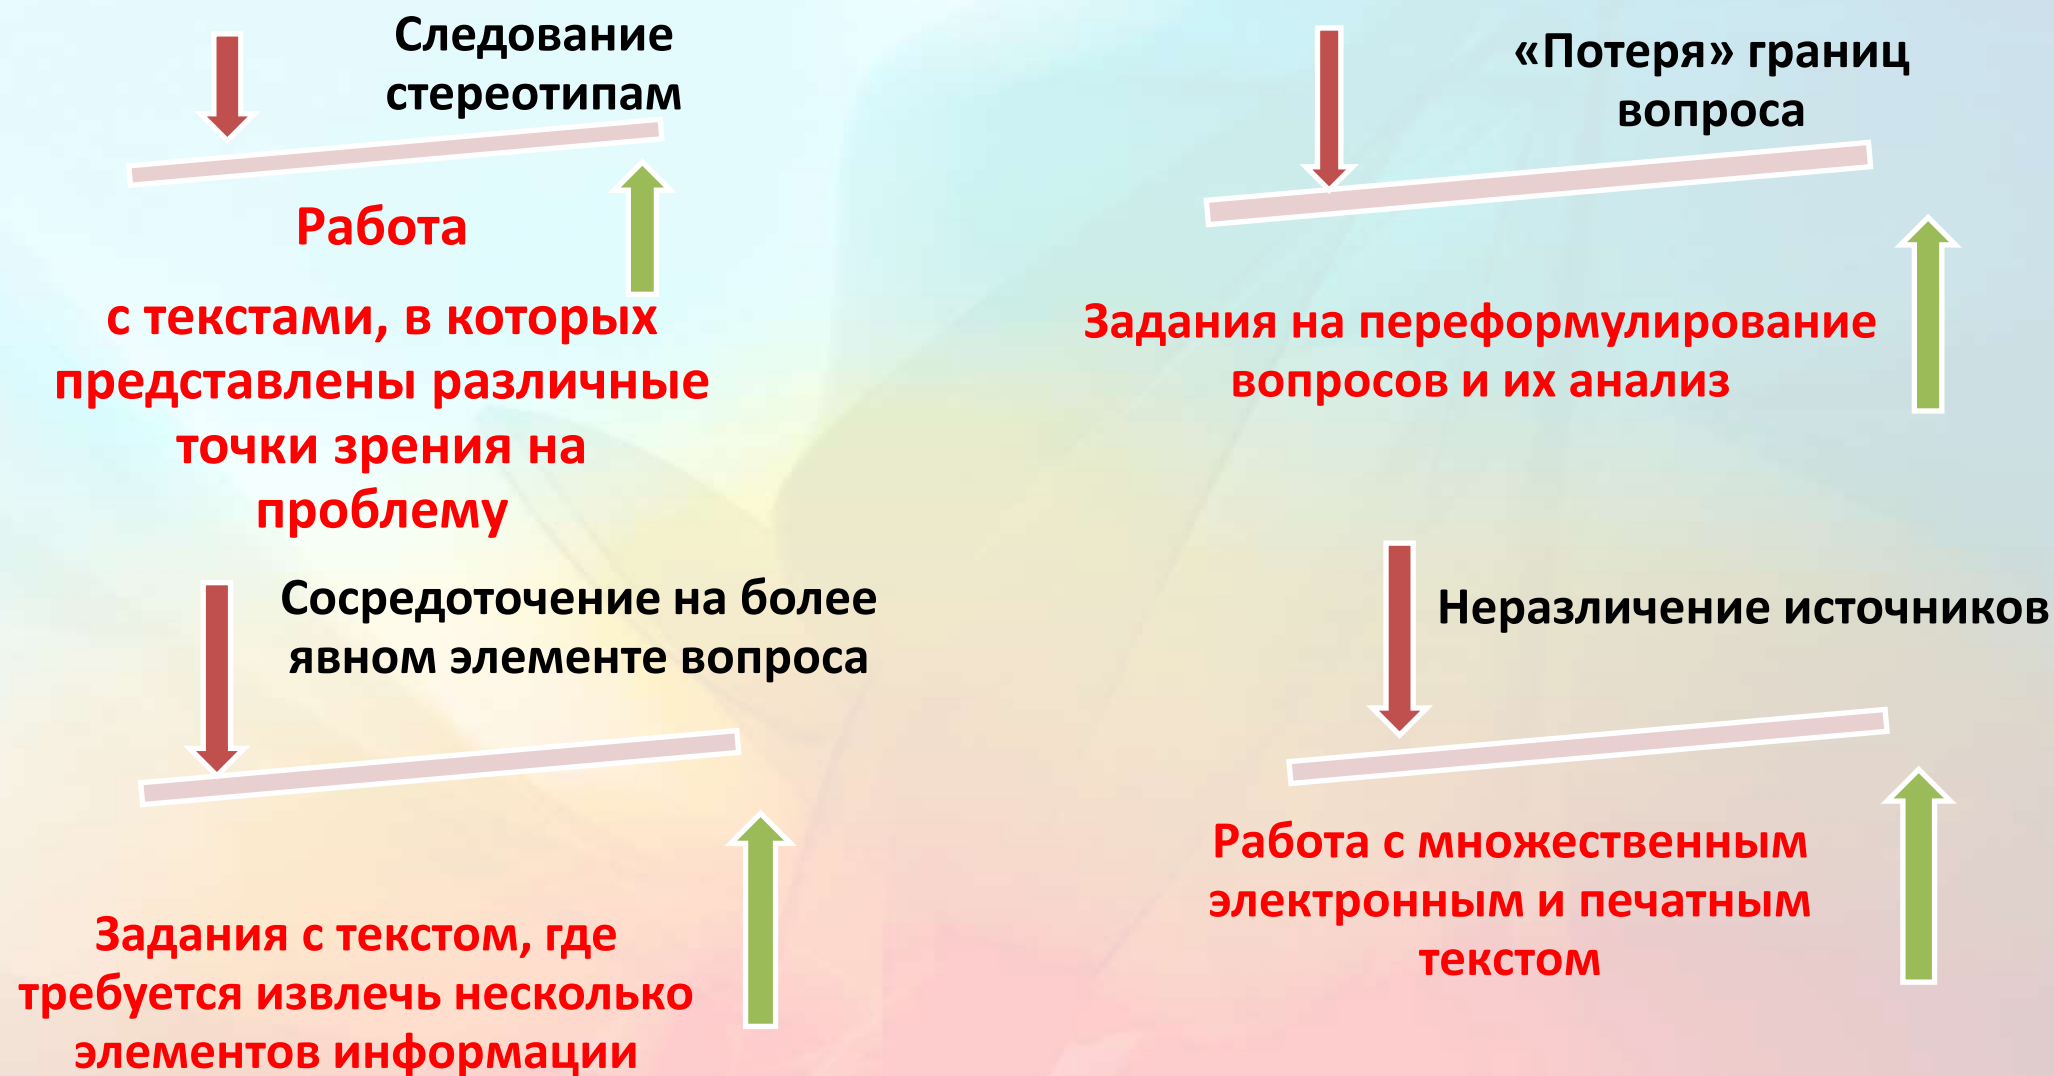 Следование
стереотипам
Работа
с текстами, в которых
представлены различные
точки зрения на
проблему
«Потеря» границ
вопроса
Задания на переформулирование
вопросов и их анализ
Сосредоточение на более
явном элементе вопроса
Задания с текстом, где
требуется извлечь несколько
элементов информации
Неразличение источников
Работа с множественным
электронным и печатным
текстом